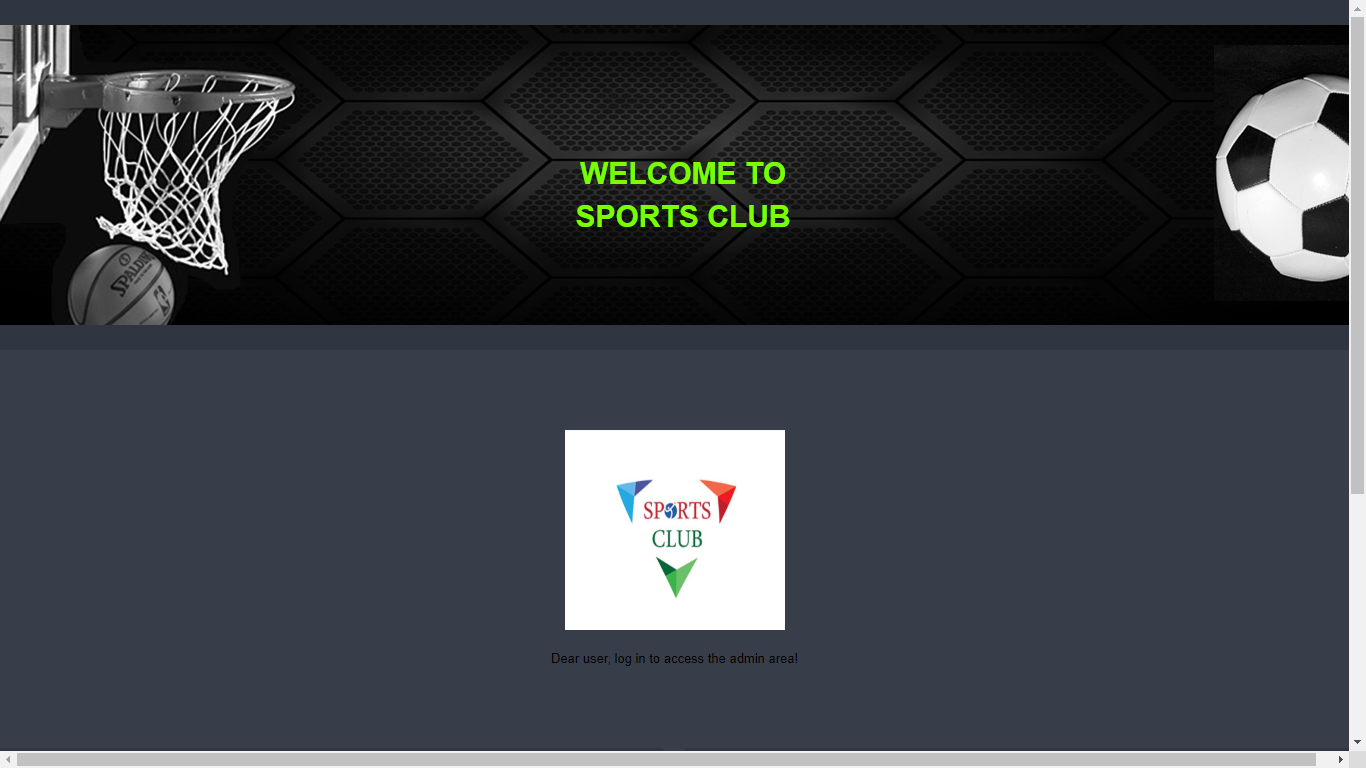 WELCOME TO
SPORTS CLUB
SPALDING
SPORTS
CLUB
Dear user, log in to access the admin area!